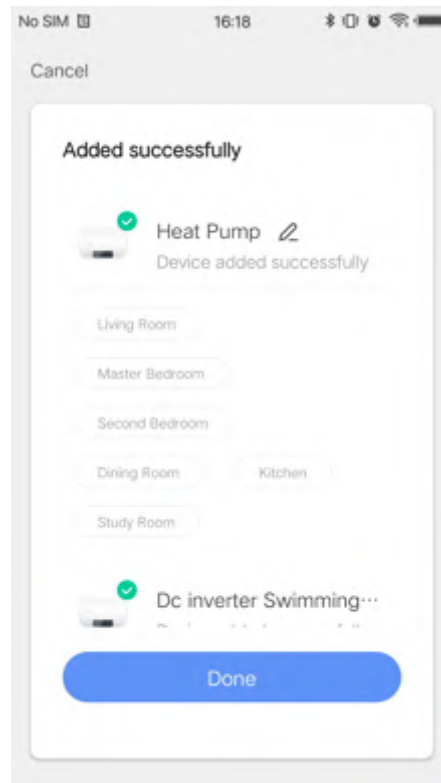 No SIM
16:18
Cancel
Added successfully
Heat Pump
Device added successfully
Living Room
Master Bedroom
Second Bedroom
Dining Room
Kitchen
Study Room
Dc inverter Swimming···
Done